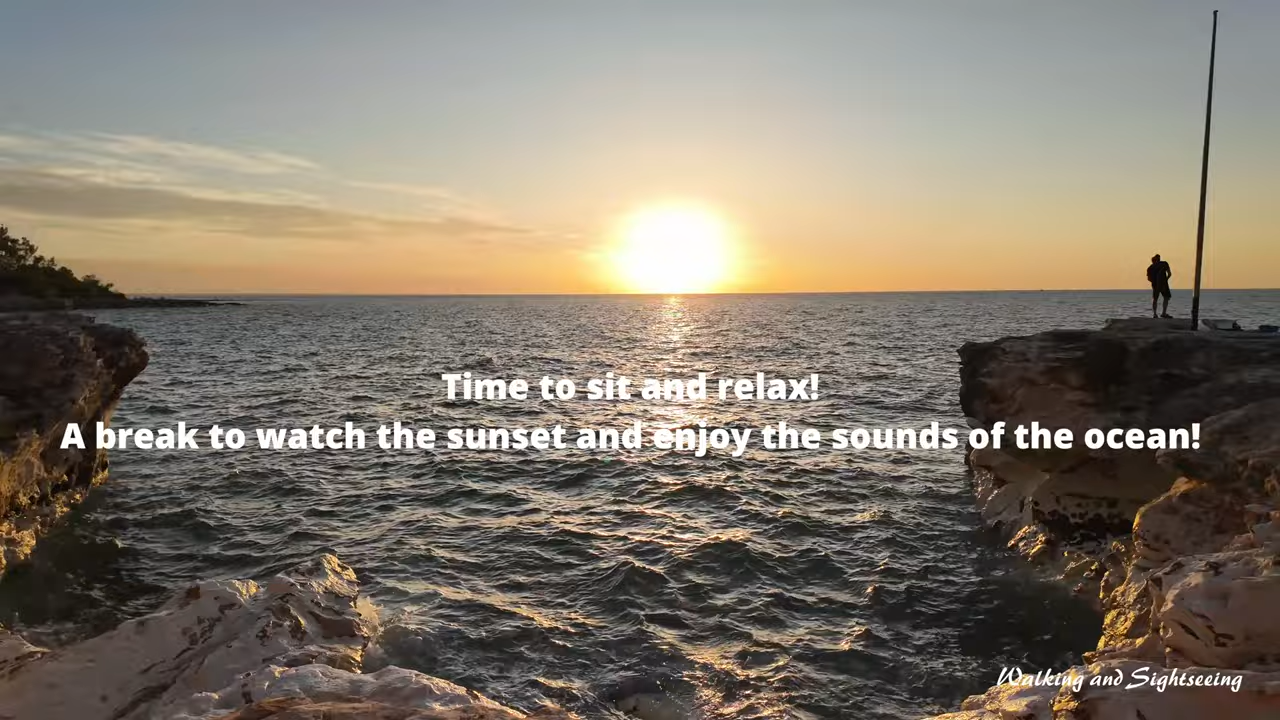 Time to sit and relax!
A break to watch the sunset and enjoy the sounds of the ocean!
Walking and Sightseeing